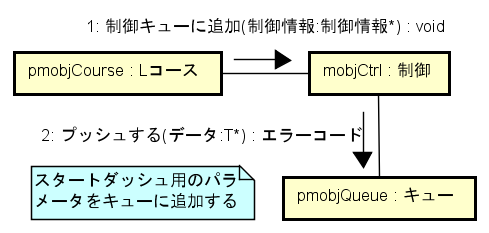 1: 制御キューに追加(制御情報:制御情報*) : void
pmobjCourse : Lコース
mobjCtrl : 制御
2: プッシュする(データ:T*) : エラーコード
スタートダッシュ用のパラ
メータをキューに追加する
pmobjQueue : キュー